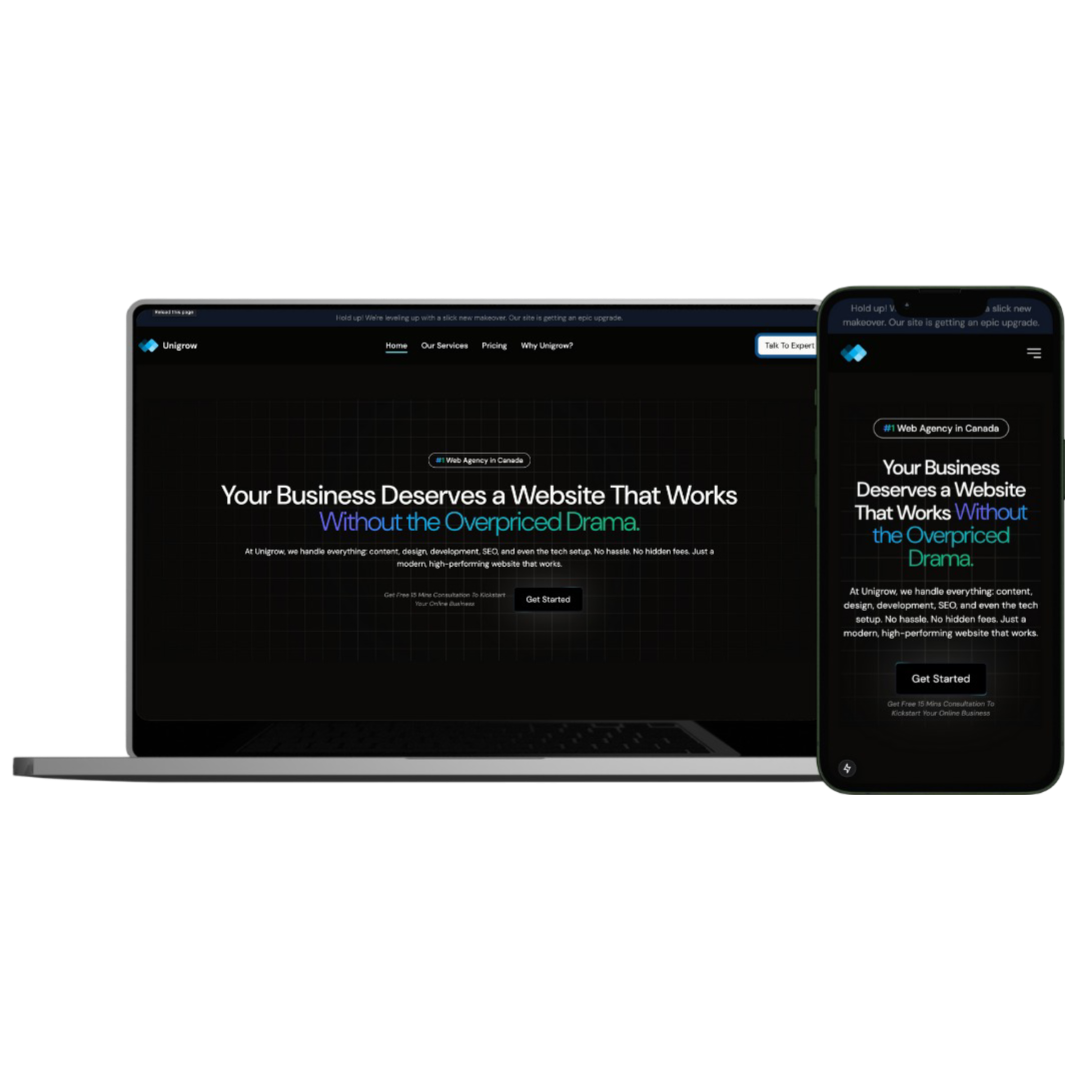 Reload this page
Hold up! We're leveling up with a slick new makeover. Our site is getting an epic upgrade.
Unigrow
Home Our Services Pricing Why Unigrow?
Talk To Expert
#1 Web Agency in Canada
Your Business Deserves a Website That Works
Without the Overpriced Drama.
At Unigrow, we handle everything: content, design, development, SEO, and even the tech setup. No hassle. No hidden fees. Just a
modern, high-performing website that works.
Get Free 15 Mins Consultation To Kickstart
Your Online Business
Get Started
Hold up! a slick new
makeover. Our site is getting an epic upgrade.
#1 Web Agency in Canada
Your Business
Deserves a Website
That Works Without
the Overpriced
Drama.
At Unigrow, we handle everything: content,
design, development, SEO, and even the tech
setup. No hassle. No hidden fees. Just a
modern, high-performing website that works.
Get Started
Get Free 15 Mins Consultation To
Kickstart Your Online Business